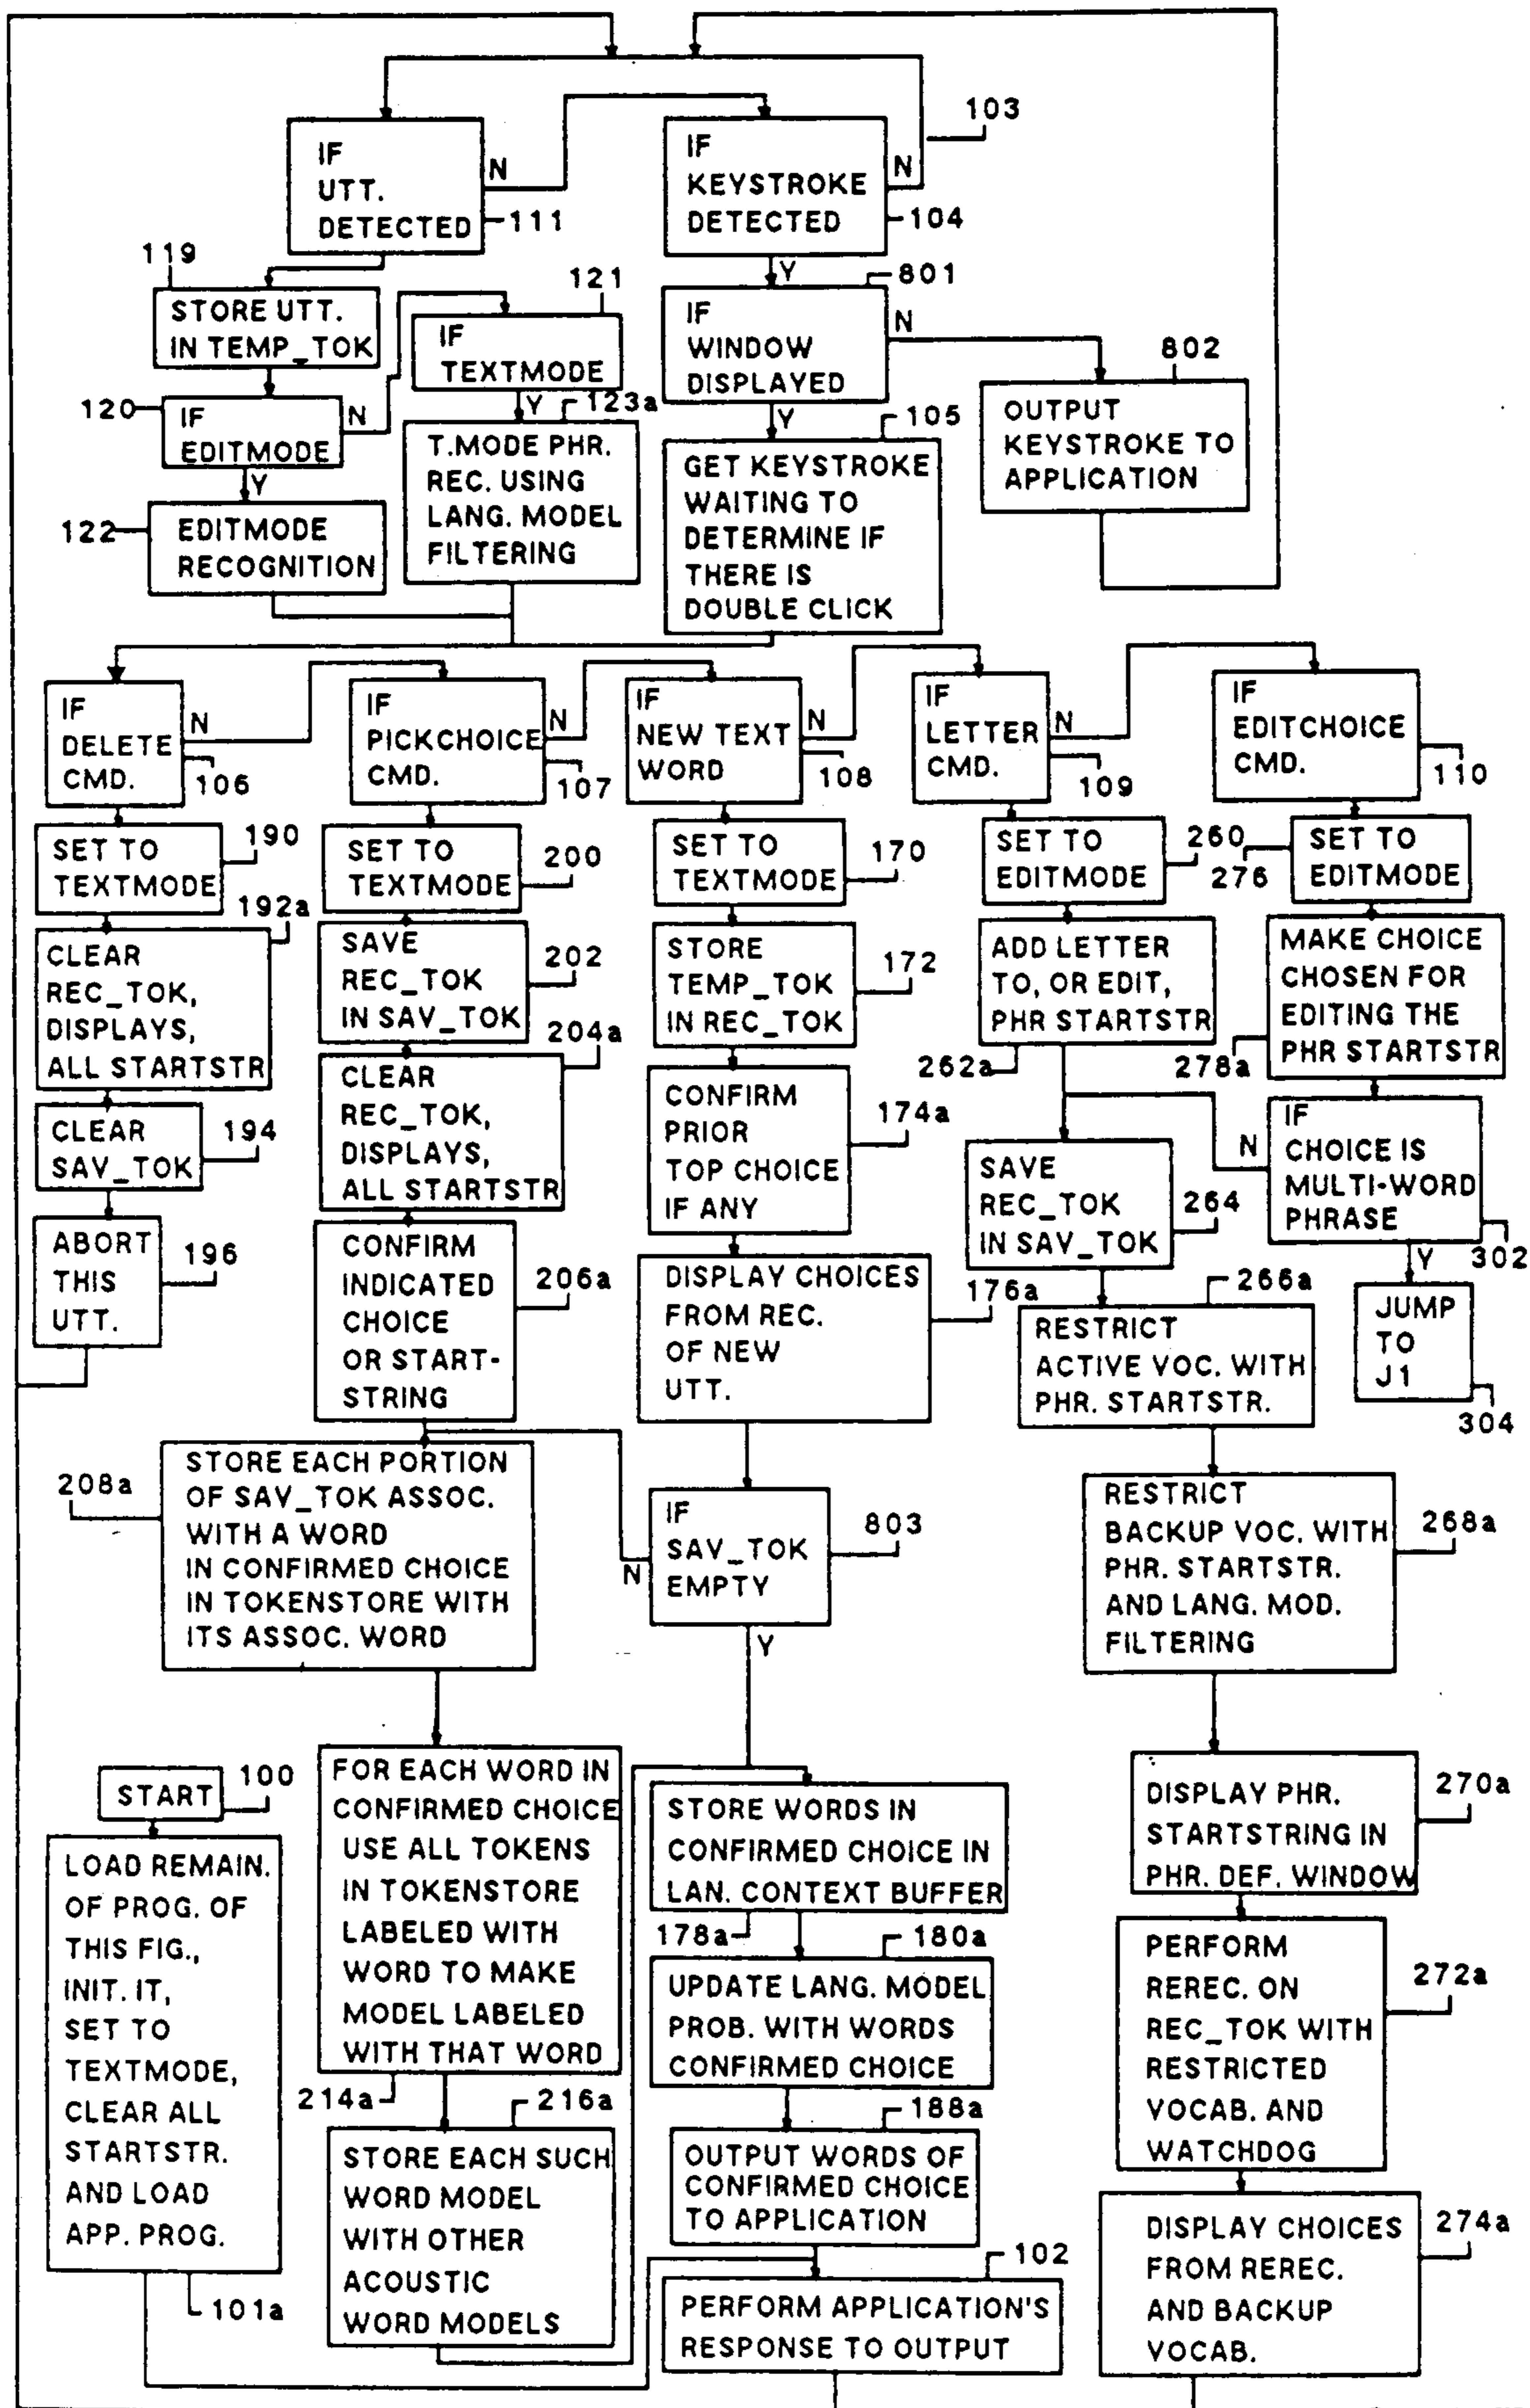 103
IF
UTT.
DETECTED
N
111
IF
KEYSTROKE
DETECTED
N
104
Y
119
STORE UTT.
IN TEMP_TOK
121
IF
TEXTMODE
Y
123a
801
IF
WINDOW
DISPLAYED
N
Y
802
OUTPUT
KEYSTROKE TO
APPLICATION
120
IF
EDITMODE
N
Y
122
EDITMODE
RECOGNITION
T.MODE PHR.
REC. USING
LANG. MODEL
FILTERING
105
GET KEYSTROKE
WAITING TO
DETERMINE IF
THERE IS
DOUBLE CLICK
IF
DELETE
CMD.
N
106
IF
PICKCHOICE
CMD.
N
107
IF
NEW TEXT
WORD
N
108
IF
LETTER
CMD.
N
109
IF
EDITCHOICE
CMD.
110
SET TO
TEXTMODE
190
192a
CLEAR
REC_TOK,
DISPLAYS,
ALL STARTSTR
CLEAR
SAV_TOK
194
ABORT
THIS
UTT.
196
SET TO
TEXTMODE
200
SAVE
REC_TOK
IN SAV_TOK
202
204a
CLEAR
REC_TOK,
DISPLAYS,
ALL STARTSTR
CONFIRM
INDICATED
CHOICE
OR START-
STRING
206a
208a
STORE EACH PORTION
OF SAV_TOK ASSOC.
WITH A WORD
IN CONFIRMED CHOICE
IN TOKENSTORE WITH
ITS ASSOC. WORD
SET TO
TEXTMODE
170
STORE
TEMP_TOK
IN REC_TOK
172
CONFIRM
PRIOR
TOP CHOICE
IF ANY
174a
DISPLAY CHOICES
FROM REC.
OF NEW
UTT.
176a
IF
SAV_TOK
EMPTY
803
N
Y
SET TO
EDITMODE
260
ADD LETTER
TO, OR EDIT,
PHR STARTSTR
262a
SAVE
REC_TOK
IN SAV_TOK
264
266a
RESTRICT
ACTIVE VOC. WITH
PHR. STARTSTR.
RESTRICT
BACKUP VOC. WITH
PHR. STARTSTR.
AND LANG. MOD.
FILTERING
268a
276
SET TO
EDITMODE
MAKE CHOICE
CHOSEN FOR
EDITING THE
PHR STARTSTR
278a
IF
CHOICE IS
MULTI-WORD
PHRASE
N
302
Y
JUMP
TO
J1
304
START
100
LOAD REMAIN.
OF PROG. OF
THIS FIG.,
INIT. IT,
SET TO
TEXTMODE,
CLEAR ALL
STARTSTR.
AND LOAD
APP. PROG.
101a
FOR EACH WORD IN
CONFIRMED CHOICE
USE ALL TOKENS
IN TOKENSTORE
LABELED WITH
WORD TO MAKE
MODEL LABELED
WITH THAT WORD
214a
216a
STORE EACH SUCH
WORD MODEL
WITH OTHER
ACOUSTIC
WORD MODELS
STORE WORDS IN
CONFIRMED CHOICE IN
LAN. CONTEXT BUFFER
178a
180a
UPDATE LANG. MODEL
PROB. WITH WORDS
CONFIRMED CHOICE
188a
OUTPUT WORDS OF
CONFIRMED CHOICE
TO APPLICATION
102
PERFORM APPLICATION'S
RESPONSE TO OUTPUT
DISPLAY PHR.
STARTSTRING IN
PHR. DEF. WINDOW
270a
PERFORM
REREC. ON
REC_TOK WITH
RESTRICTED
VOCAB. AND
WATCHDOG
272a
DISPLAY CHOICES
FROM REREC.
AND BACKUP
VOCAB.
274a